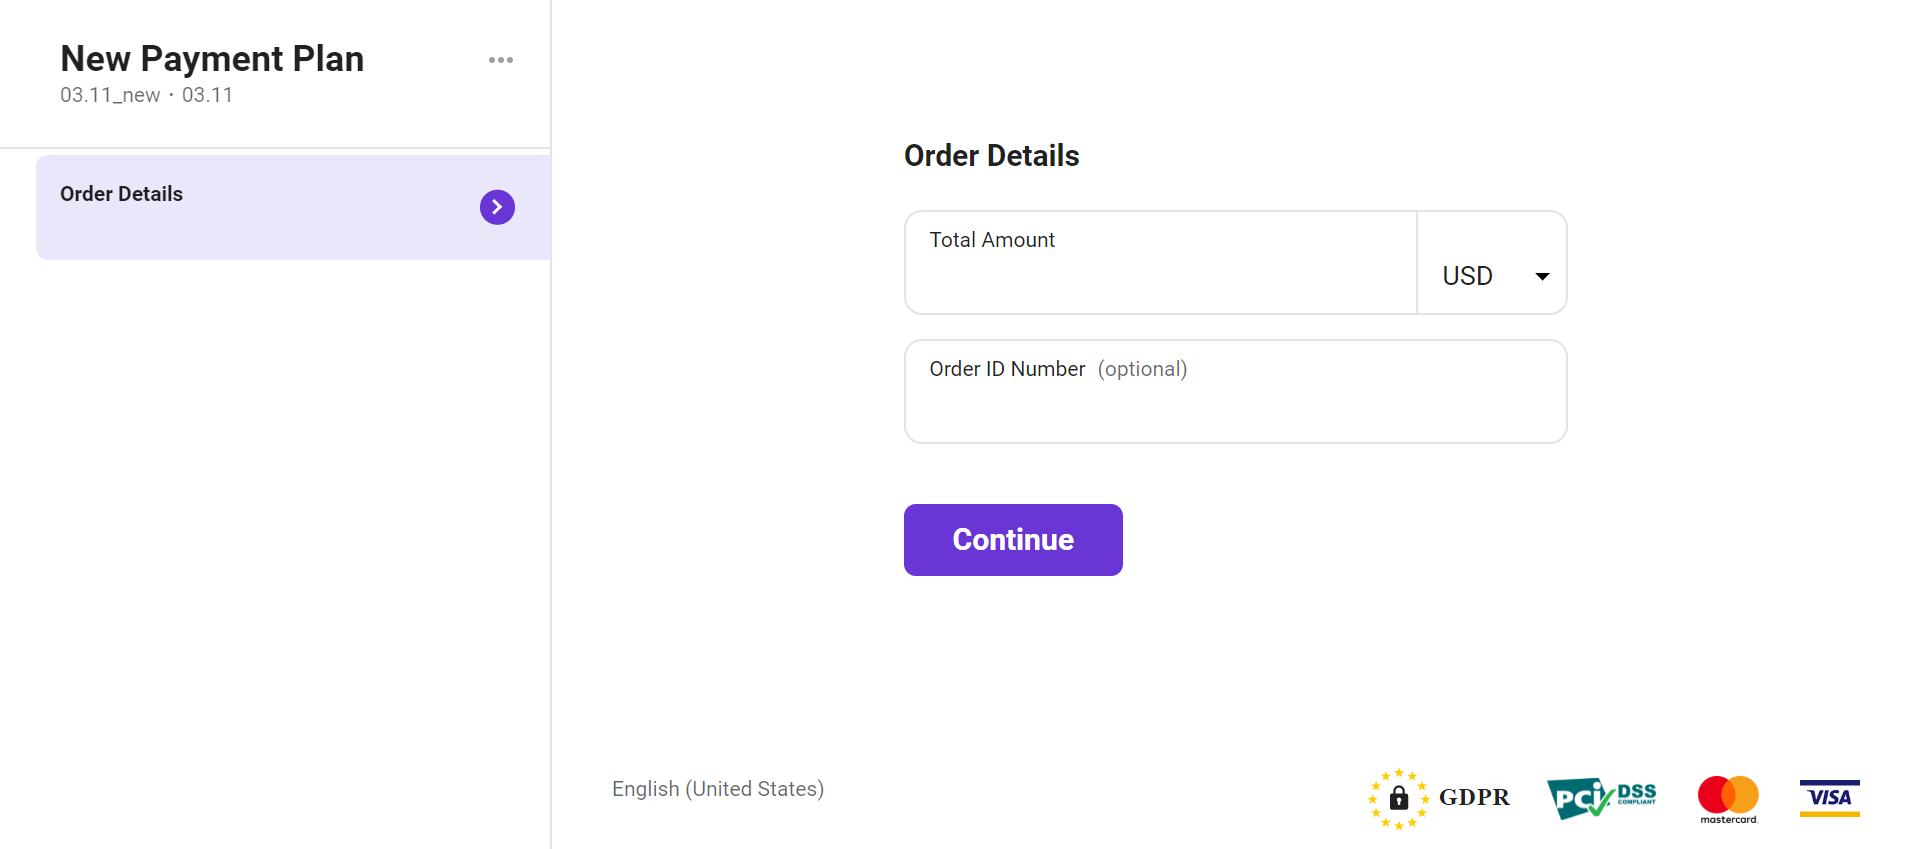 New Payment Plan
03.11_new · 03.11
Order Details
Order Details
Total Amount
USD
Order ID Number (optional)
Continue
English (United States)
GDPR
PCI DSS
COMPLIANT
mastercard.
VISA